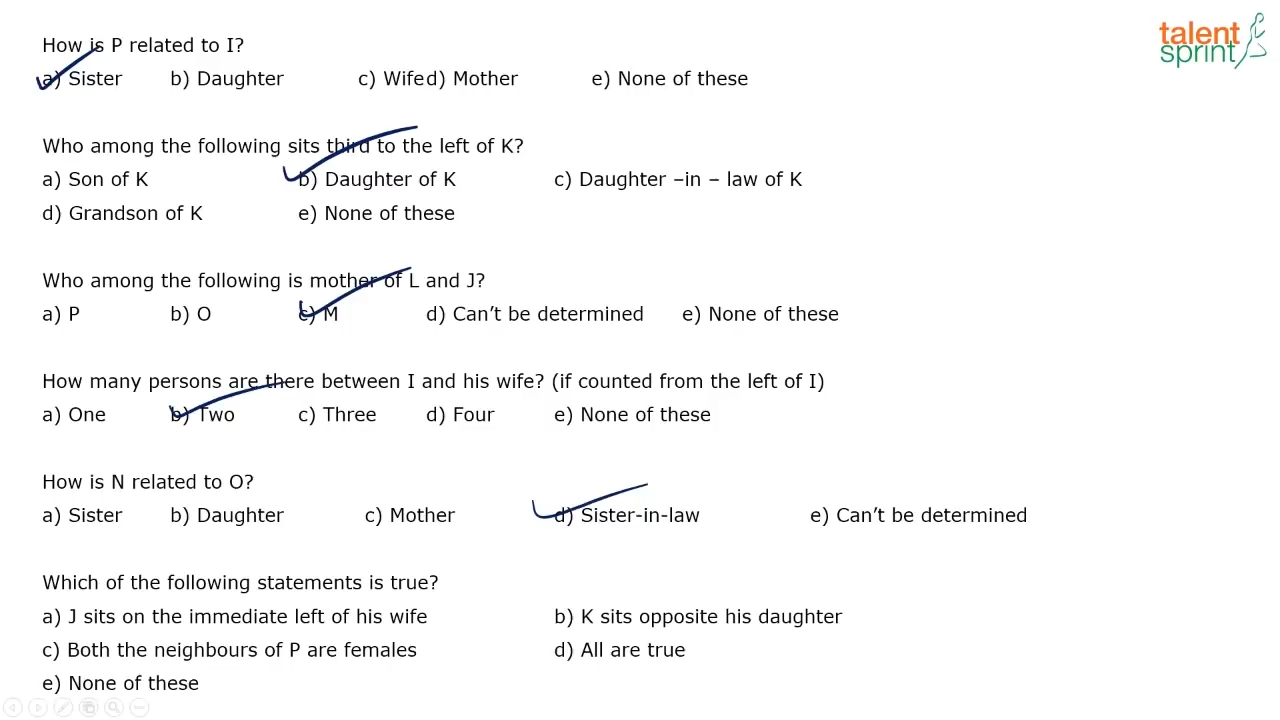 talent
sprint
How is P related to I?
a) Sister b) Daughter c) Wifed) Mother e) None of these
Who among the following sits third to the left of K?
a) Son of K b) Daughter of K c) Daughter –in – law of K
d) Grandson of K e) None of these
Who among the following is mother of L and J?
a) P b) O c) M d) Can’t be determined e) None of these
How many persons are there between I and his wife? (if counted from the left of I)
a) One b) Two c) Three d) Four e) None of these
How is N related to O?
a) Sister b) Daughter c) Mother d) Sister-in-law e) Can’t be determined
Which of the following statements is true?
a) J sits on the immediate left of his wife b) K sits opposite his daughter
c) Both the neighbours of P are females d) All are true
e) None of these